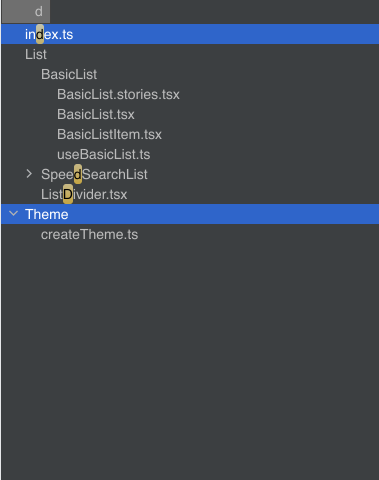 d
index.ts
List
BasicList
BasicList.stories.tsx
BasicList.tsx
BasicListItem.tsx
useBasicList.ts
SpeedSearchList
ListDivider.tsx
Theme
createTheme.ts